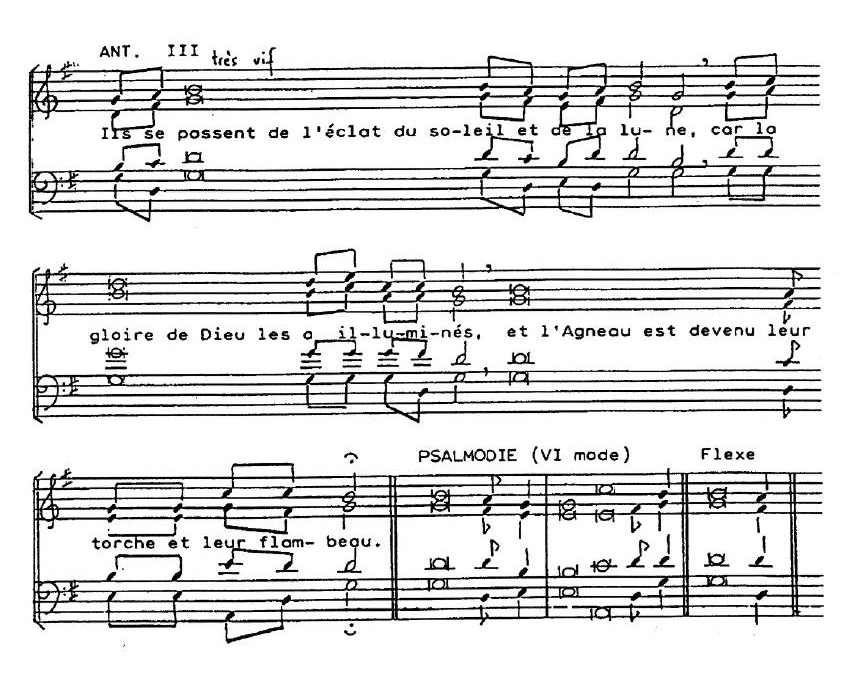 ANT. III très vif
Ils se passent de l'éclat du so-leil et de la lu- ne, car la
gloire de Dieu les a il-lu-mi-nés, et l'Agneau est devenu leur
PSALMODIE (VI mode) Flexe
torche et leur flam- beau.